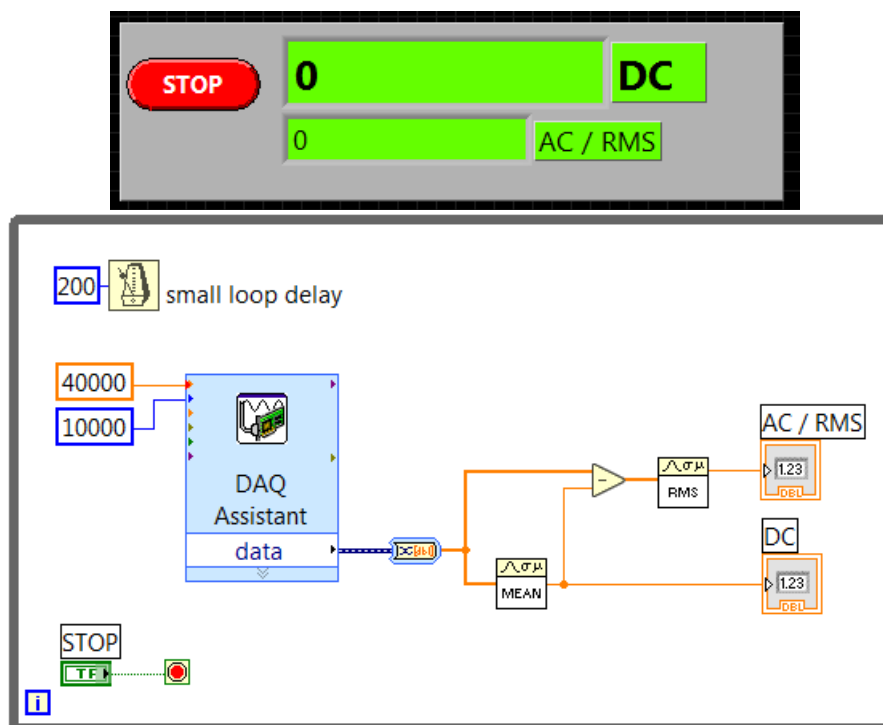 STOP
0
DC
0
AC / RMS
200
small loop delay
40000
10000
DAQ
Assistant
data
AC / RMS
1.23
DBL
RMS
DC
1.23
DBL
MEAN
STOP
TF
i